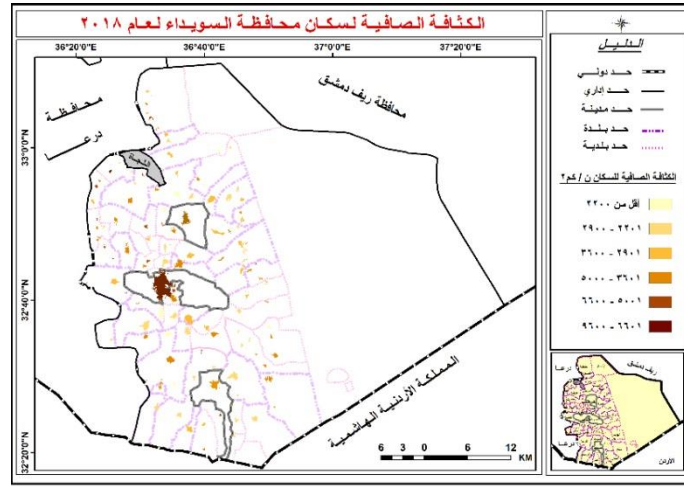 الكثافة الصافية لسكان محافظة السويداء لعام ٢٠١٨
36°20'0"E
36°40'0"E
37°0'0"E
37°20'0"E
33°0'0"N
32°40'0"N
32°20'0"N
محافظة ريف دمشق
محافظة
درعا
اللجاة
المملكة الأردنية الهاشمية
6 3 0 6 12
KM
الدليل
حد دولي
حد إداري
حد مدينة
حد بلدة
حد بلدية
الكثافة الصافية للسكان ن / كم٢
أقل من ٢٢٠٠
٢٢٠١ - ٢٩٠٠
٢٩٠١ - ٣٦٠٠
٣٦٠١ - ٥٠٠٠
٥٠٠١ - ٦٦٠٠
٦٦٠١ - ٩٦٠٠
ريف دمشق
درعا
درعا
الأردن